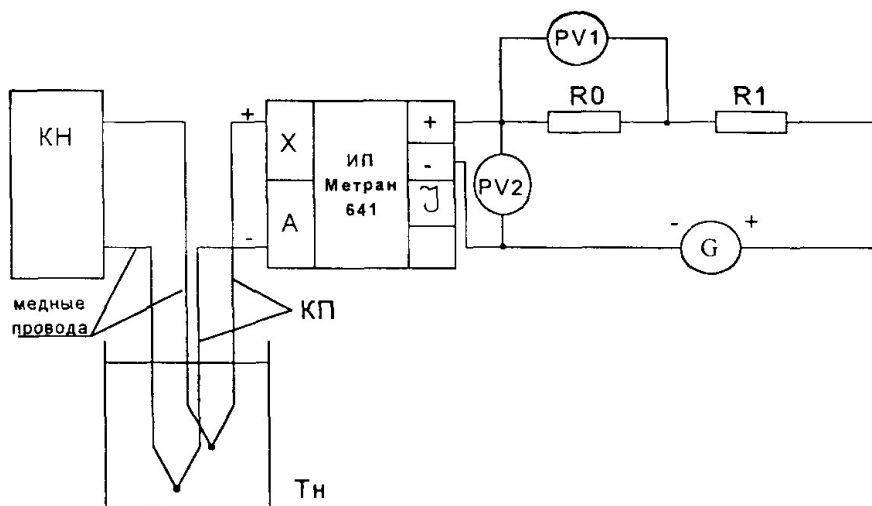 PV1
R0
R1
КН
+
Х
+
ИП
Метран
641
-
PV2
J
А
-
-
G
+
медные
провода
КП
Тн